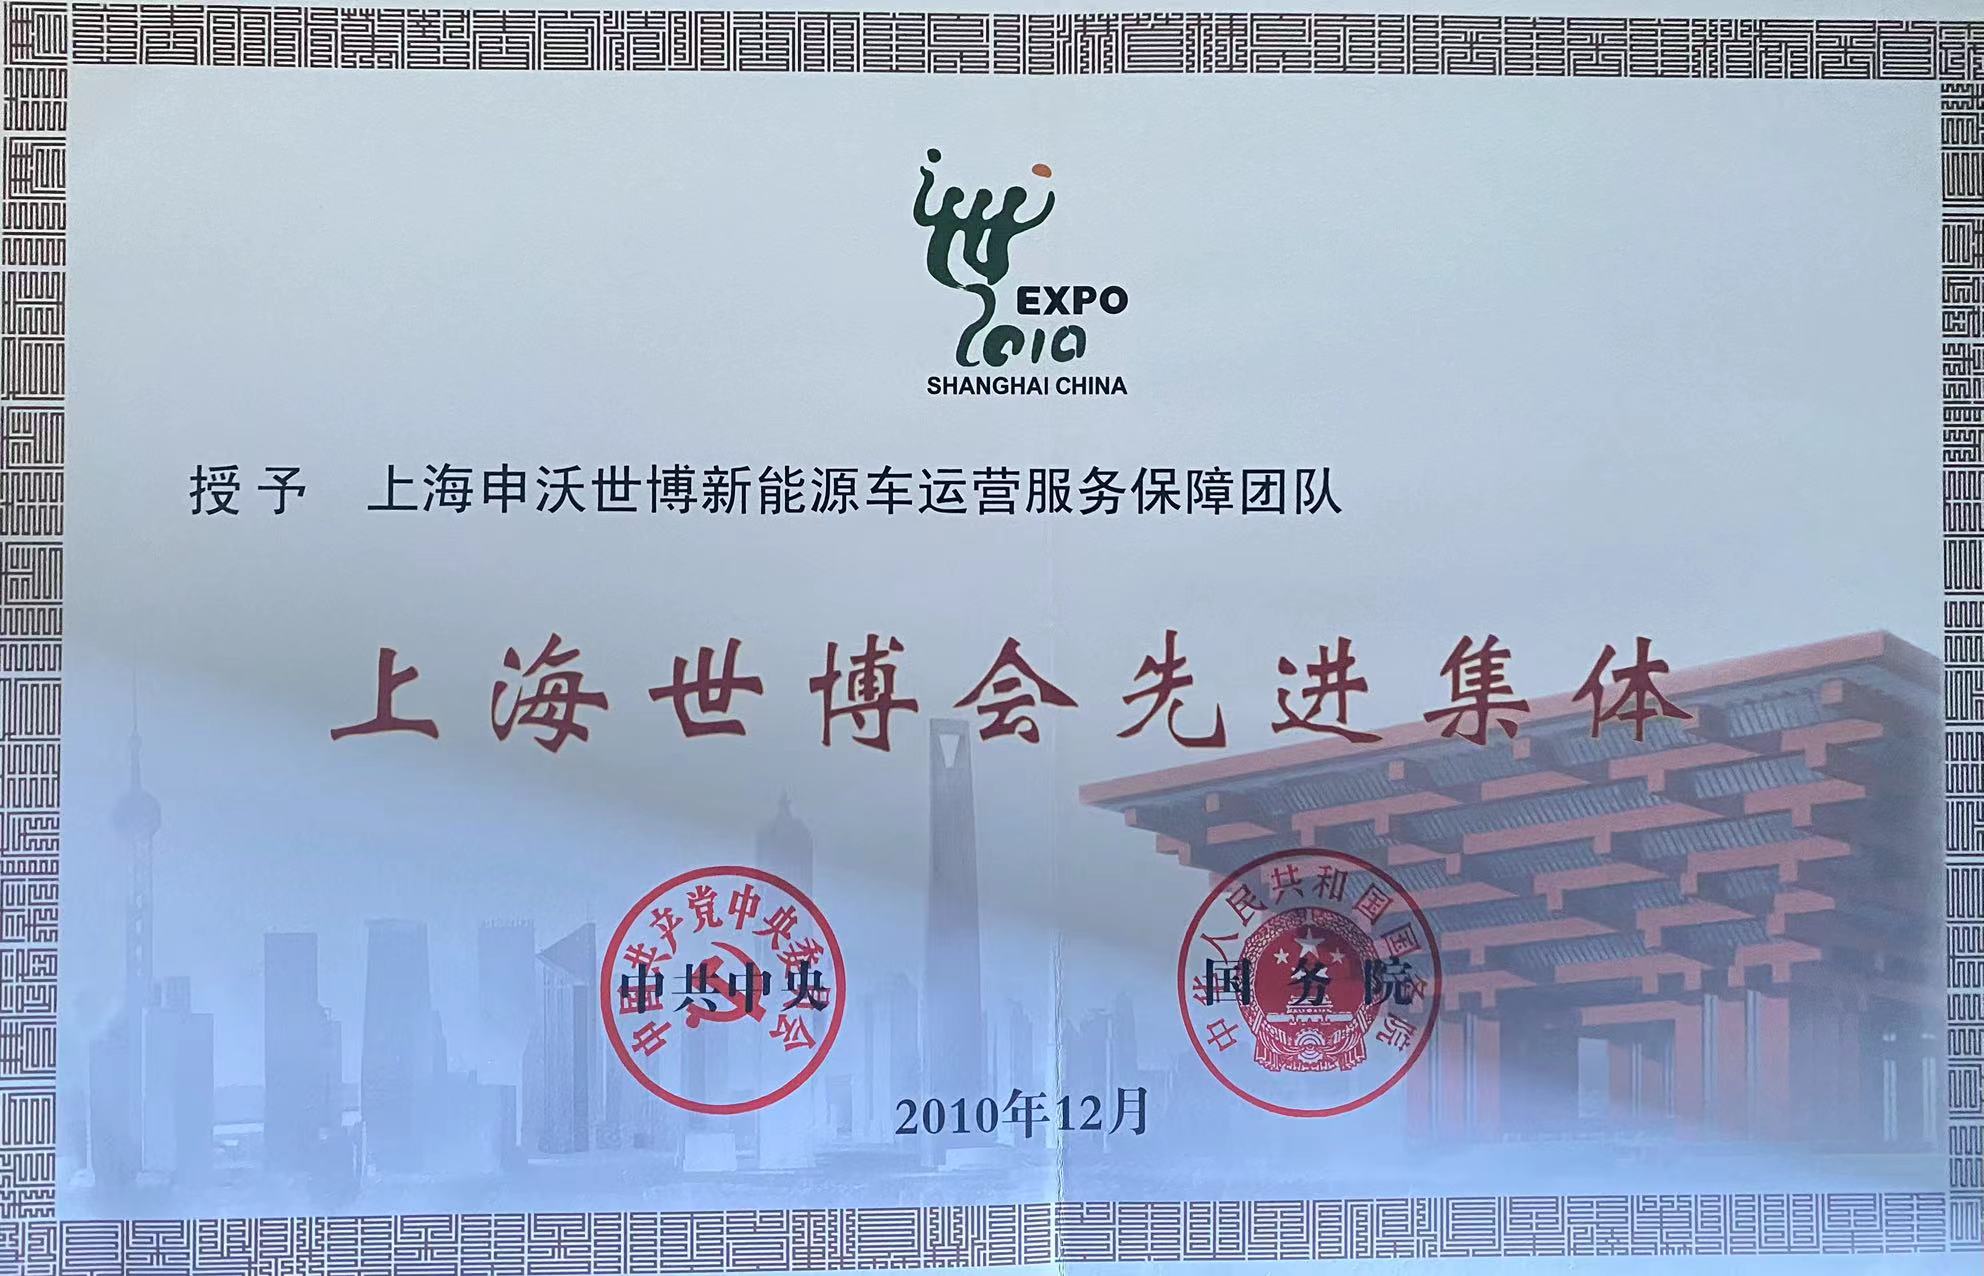 EXPO
2010
SHANGHAI CHINA
授予 上海申沃世博新能源车运营服务保障团队
上海世博会先进集体
中国共产党中央委员会
中共中央
中华人民共和国国务院
国务院
2010年12月